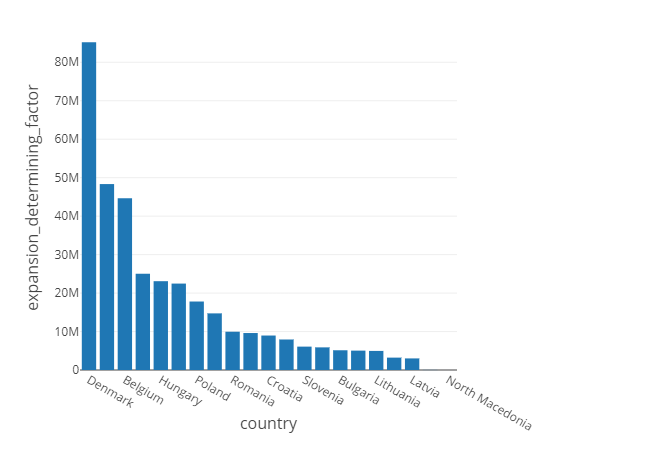 expansion_determining_factor
80M
70M
60M
50M
40M
30M
20M
10M
0
Denmark
Belgium
Hungary
Poland
Romania
Croatia
Slovenia
Bulgaria
Lithuania
Latvia
North Macedonia
country